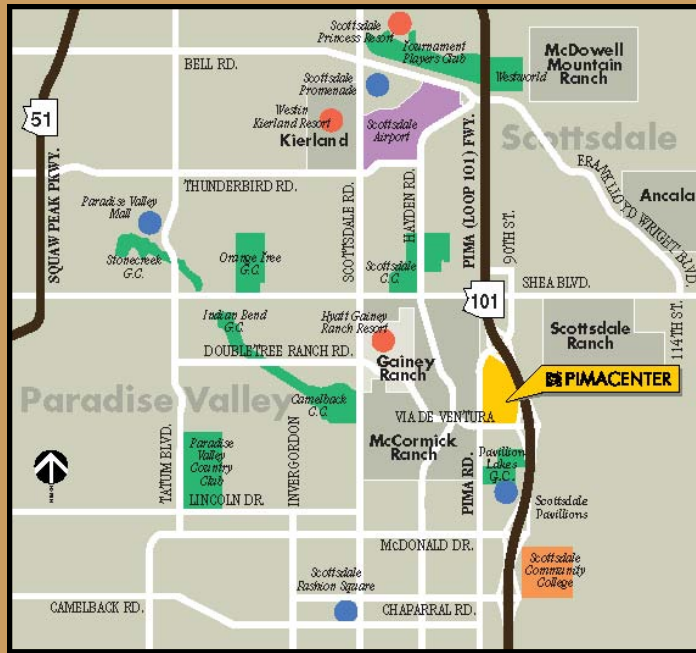 Scottsdale
Princess Resort
Tournament
Players Club
McDowell
Mountain
Ranch
BELL RD.
Scottsdale
Promenade
Westworld
51
Westin
Kierland Resort
Kierland
Scottsdale
Airport
Scottsdale
SQUAW PEAK PKWY.
THUNDERBIRD RD.
SCOTTSDALE RD.
HAYDEN RD.
PIMA (LOOP 101) FWY.
90TH ST.
FRANK LLOYD WRIGHT BLVD.
Ancala
Paradise Valley
Mall
Stonecreek
G.C.
Orange Tree
G.C.
Scottsdale
C.C.
101
SHEA BLVD.
114TH ST.
Indian Bend
G.C.
Hyatt Gainey
Ranch Resort
Scottsdale
Ranch
DOUBLETREE RANCH RD.
Gainey
Ranch
PIMACENTER
Paradise Valley
Camelback
G.C.
VIA DE VENTURA
McCormick
Ranch
TATUM BLVD.
Paradise
Valley
Country
Club
INVERGORDON
PIMA RD.
Pavilion
Lakes
G.C.
LINCOLN DR.
Scottsdale
Pavilions
McDONALD DR.
Scottsdale
Community
College
Scottsdale
Fashion Square
CAMELBACK RD.
CHAPARRAL RD.